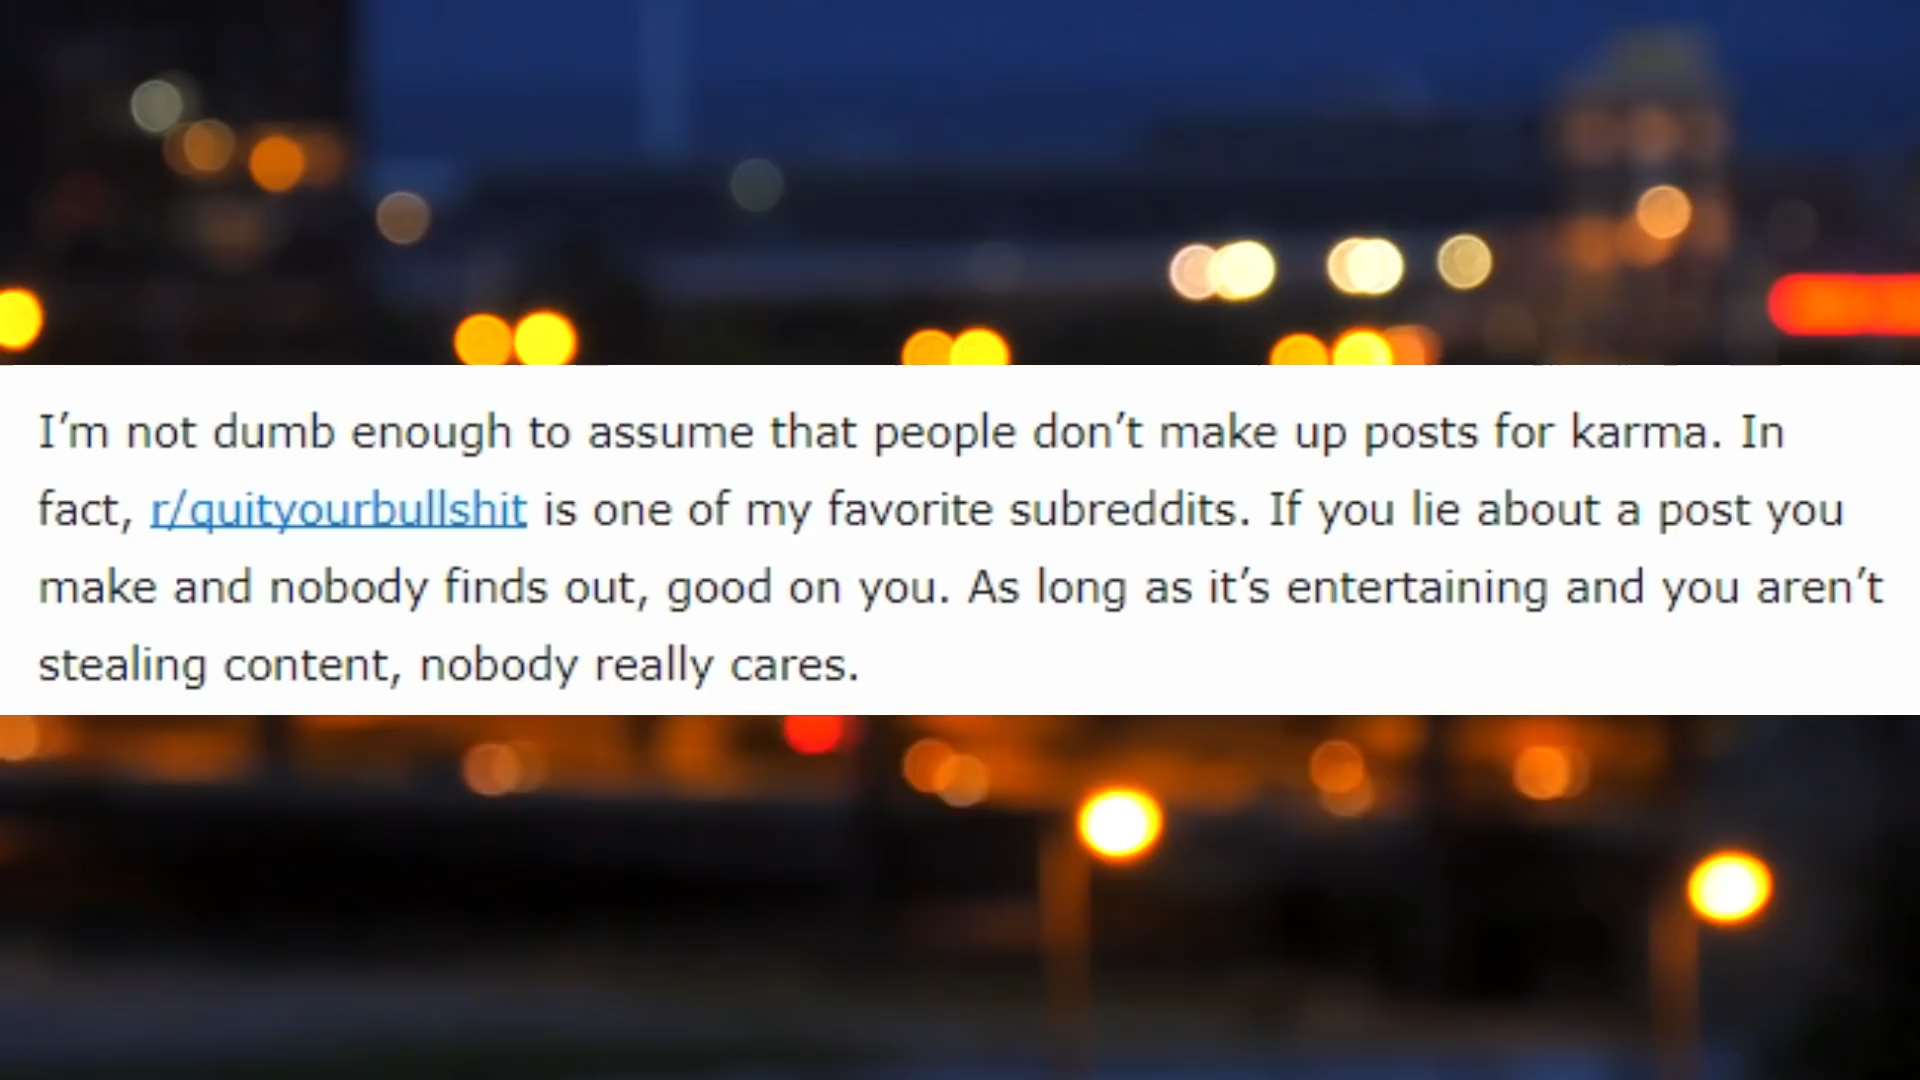 I’m not dumb enough to assume that people don’t make up posts for karma. In
fact, r/quityourbullshit is one of my favorite subreddits. If you lie about a post you
make and nobody finds out, good on you. As long as it’s entertaining and you aren’t
stealing content, nobody really cares.